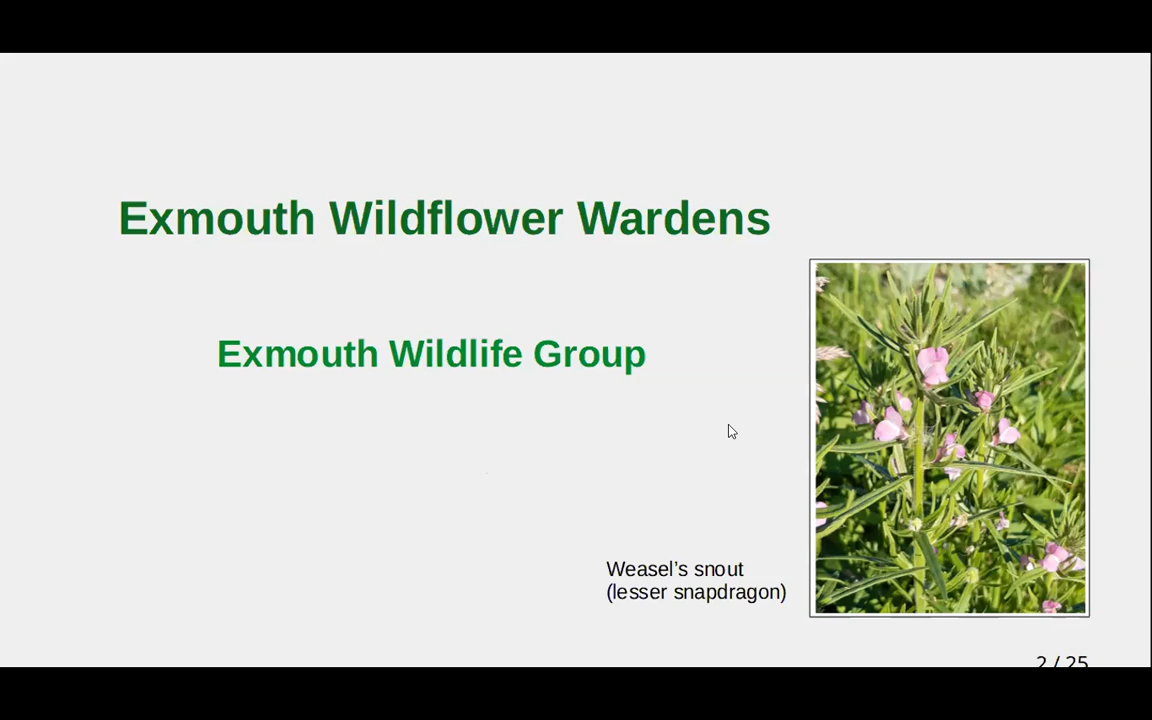 Exmouth Wildflower Wardens
Exmouth Wildlife Group
Weasel’s snout
(lesser snapdragon)
2 / 25